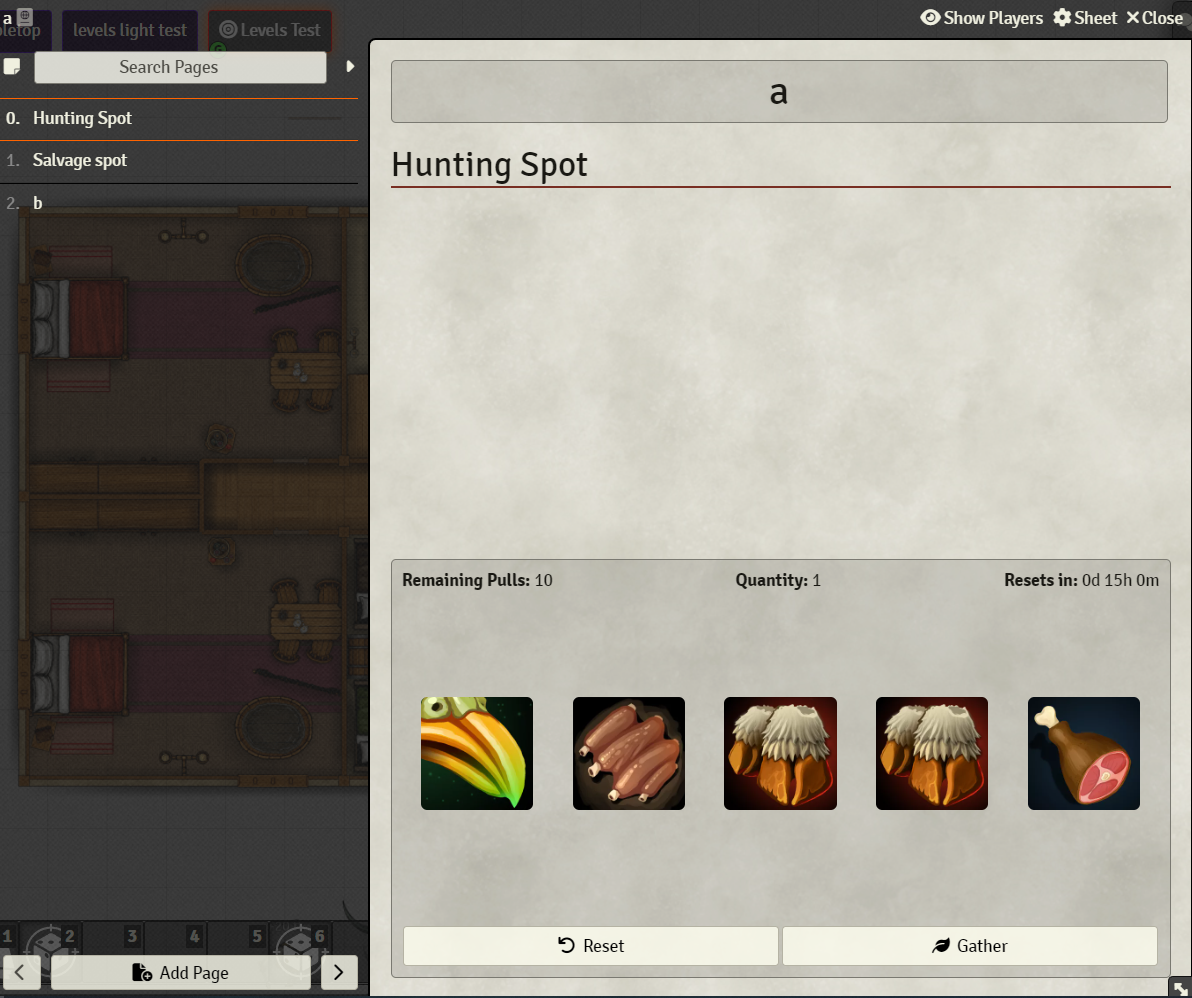 a
bletop
levels light test
Levels Test
G
Show Players
Sheet
Close
Search Pages
0. Hunting Spot
1. Salvage spot
2. b
a
Hunting Spot
Remaining Pulls: 10
Quantity: 1
Resets in: 0d 15h 0m
Reset
Gather
1
2
3
4
5
6
Add Page